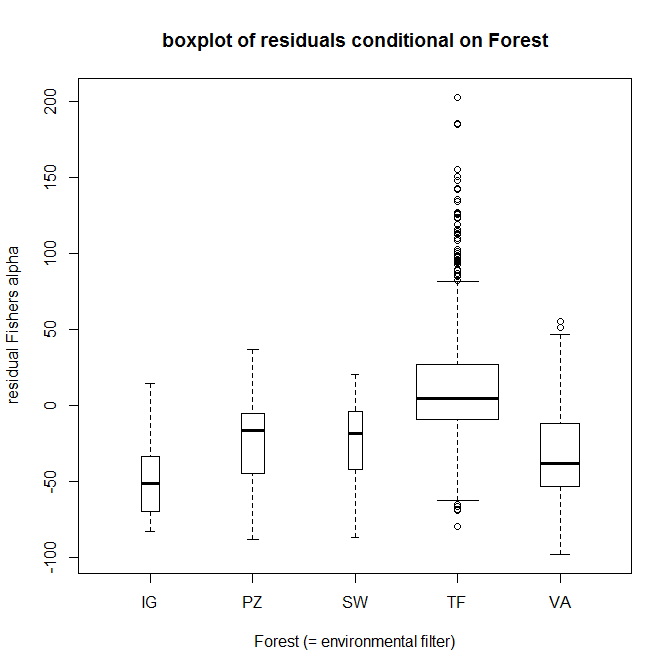 boxplot of residuals conditional on Forest
residual Fishers alpha
200
150
100
50
0
-50
-100
IG PZ SW TF VA
Forest (= environmental filter)